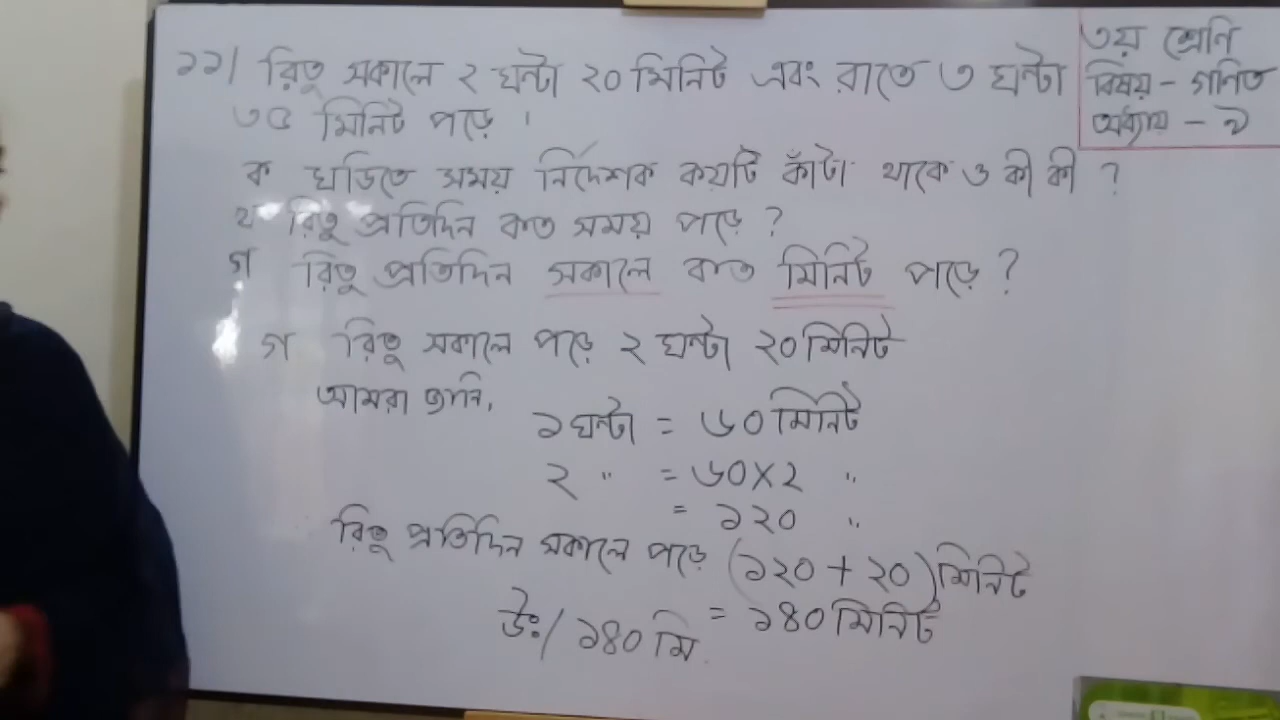 ১১। রিতু সকালে ২ ঘন্টা ২০ মিনিট এবং রাতে ৩ ঘন্টা
৩৫ মিনিট পড়ে।
ক ঘড়িতে সময় নির্দেশক কয়টি কাঁটা থাকে ও কী কী ?
খ রিতু প্রতিদিন কত সময় পড়ে ?
গ রিতু প্রতিদিন সকালে কত মিনিট পড়ে ?
৩য় শ্রেনি
বিষয় - গনিত
অধ্যায় - ৯
গ রিতু সকালে পড়ে ২ ঘন্টা ২০ মিনিট
আমরা জানি,
১ ঘন্টা = ৬০ মিনিট
২ " = ৬০ X ২ "
= ১২০ "
রিতু প্রতিদিন সকালে পড়ে (১২০ + ২০) মিনিট
= ১৪০ মিনিট
উঃ/ ১৪০ মি.